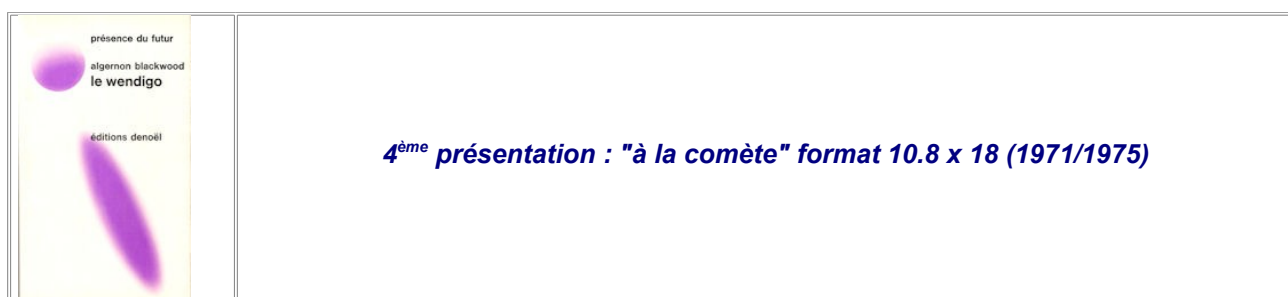 présence du futur
algernon blackwood
le wendigo
éditions denoël
4ème présentation : "à la comète" format 10.8 x 18 (1971/1975)